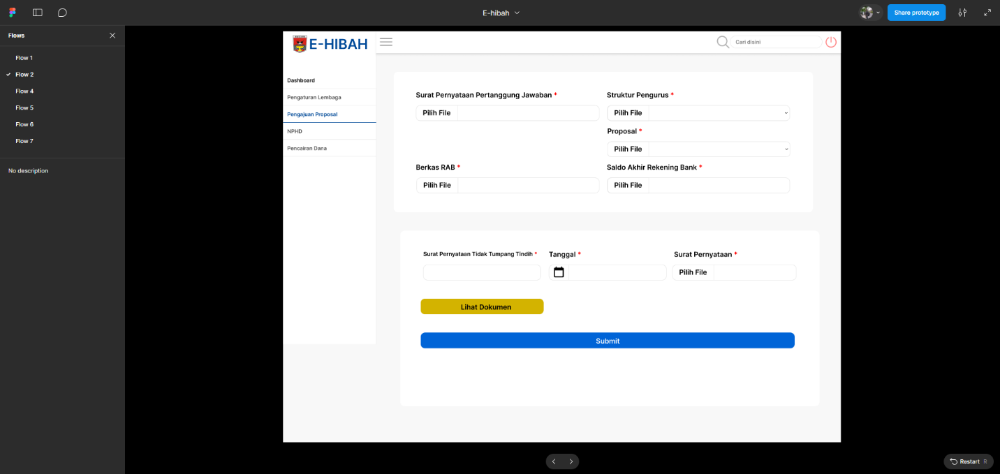 E-hibah
Share prototype
Flows
Flow 1
Flow 2
Flow 4
Flow 5
Flow 6
Flow 7
No description
E-HIBAH
Cari disini
Dashboard
Pengaturan Lembaga
Pengajuan Proposal
NPHD
Pencairan Dana
Surat Pernyataan Pertanggung Jawaban *
Pilih File
Struktur Pengurus *
Pilih File
Proposal *
Pilih File
Berkas RAB *
Pilih File
Saldo Akhir Rekening Bank *
Pilih File
Surat Pernyataan Tidak Tumpang Tindih *
Tanggal *
Surat Pernyataan *
Pilih File
Lihat Dokumen
Submit
Restart R